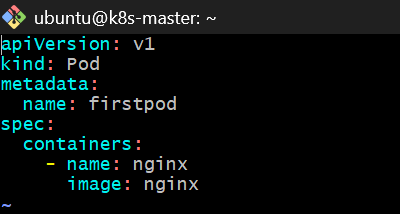 ubuntu@k8s-master: ~
apiVersion: v1
kind: Pod
metadata:
  name: firstpod
spec:
  containers:
    - name: nginx
      image: nginx
~